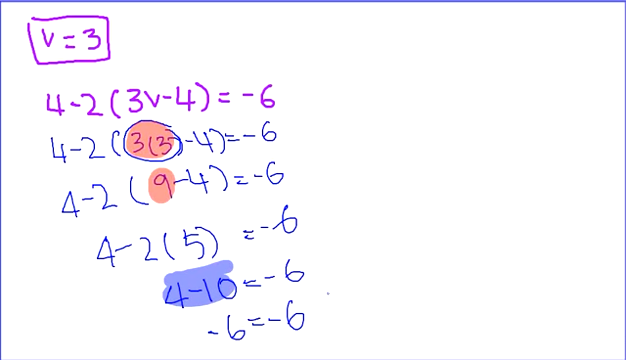 v = 3
4-2(3v-4) = -6
4-2(3(3)-4) = -6
4-2(9-4) = -6
4-2(5) = -6
4-10 = -6
-6 = -6